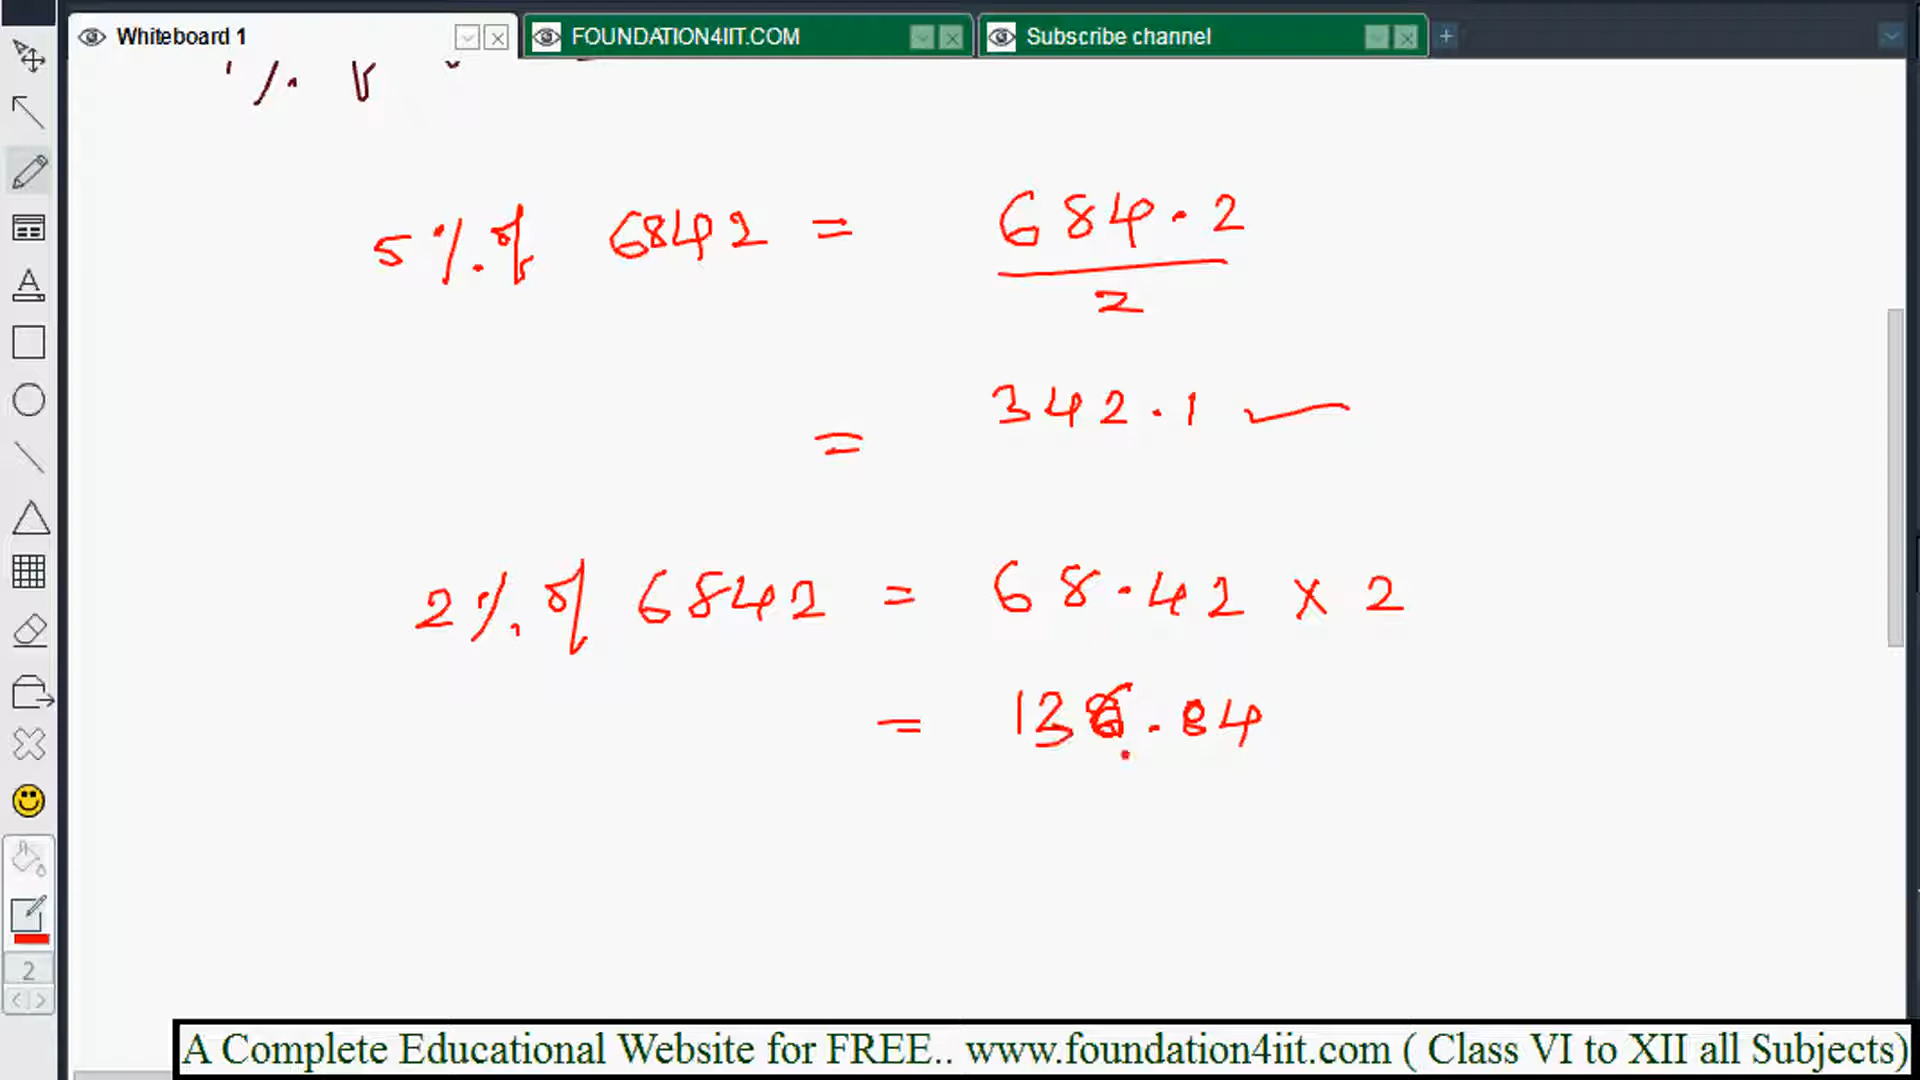 Whiteboard 1 FOUNDATION4IIT.COM Subscribe channel
5% of 6842 = 684.2
2
= 342.1
2% of 6842 = 68.42 x 2
= 136.84
2
A Complete Educational Website for FREE.. www.foundation4iit.com ( Class VI to XII all Subjects)